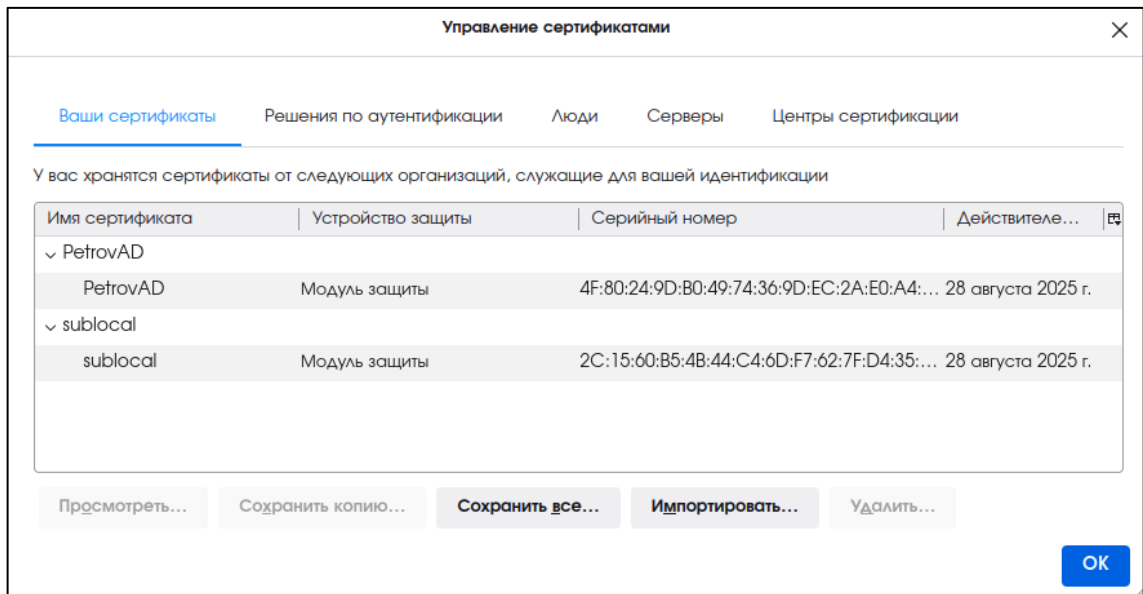 Управление сертификатами
Ваши сертификаты Решения по аутентификации Люди Серверы Центры сертификации
У вас хранятся сертификаты от следующих организаций, служащие для вашей идентификации
Имя сертификата Устройство защиты Серийный номер Действителе...
PetrovAD
PetrovAD Модуль защиты 4F:80:24:9D:B0:49:74:36:9D:EC:2A:E0:A4:... 28 августа 2025 г.
sublocal
sublocal Модуль защиты 2C:15:60:B5:4B:44:C4:6D:F7:62:7F:D4:35:... 28 августа 2025 г.
Просмотреть... Сохранить копию... Сохранить все... Импортировать... Удалить...
ОК